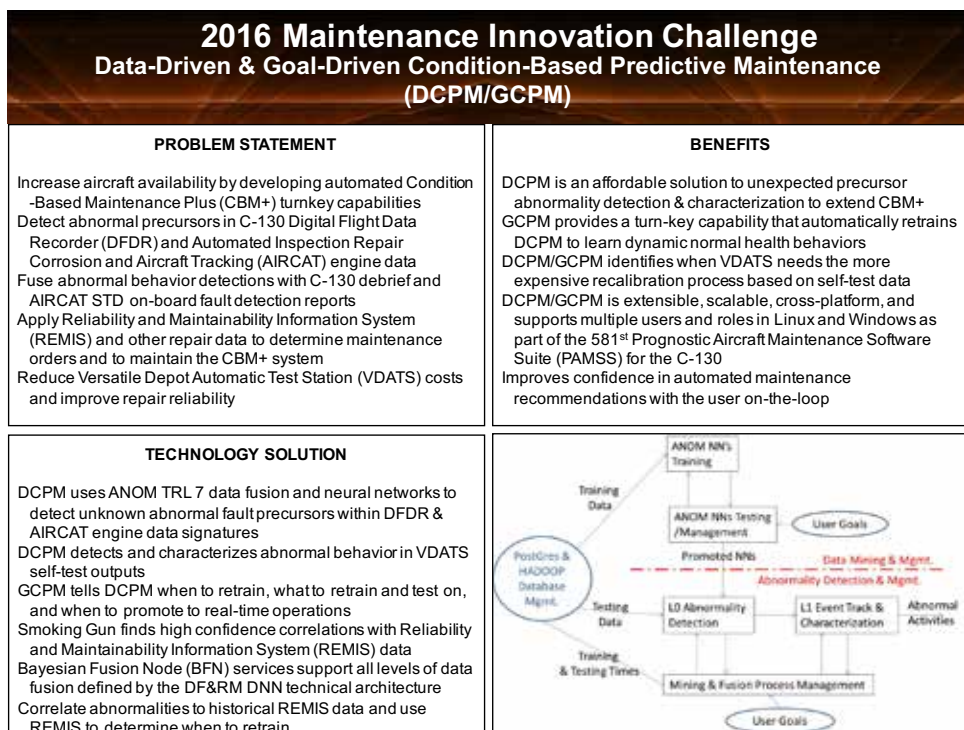 2016 Maintenance Innovation Challenge
Data-Driven & Goal-Driven Condition-Based Predictive Maintenance
(DCPM/GCPM)
PROBLEM STATEMENT
Increase aircraft availability by developing automated Condition
-Based Maintenance Plus (CBM+) turnkey capabilities
Detect abnormal precursors in C-130 Digital Flight Data
Recorder (DFDR) and Automated Inspection Repair
Corrosion and Aircraft Tracking (AIRCAT) engine data
Fuse abnormal behavior detections with C-130 debrief and
AIRCAT STD on-board fault detection reports
Apply Reliability and Maintainability Information System
(REMIS) and other repair data to determine maintenance
orders and to maintain the CBM+ system
Reduce Versatile Depot Automatic Test Station (VDATS) costs
and improve repair reliability
BENEFITS
DCPM is an affordable solution to unexpected precursor
abnormality detection & characterization to extend CBM+
GCPM provides a turn-key capability that automatically retrains
DCPM to learn dynamic normal health behaviors
DCPM/GCPM identifies when VDATS needs the more
expensive recalibration process based on self-test data
DCPM/GCPM is extensible, scalable, cross-platform, and
supports multiple users and roles in Linux and Windows as
part of the 581st Prognostic Aircraft Maintenance Software
Suite (PAMSS) for the C-130
Improves confidence in automated maintenance
recommendations with the user on-the-loop
TECHNOLOGY SOLUTION
DCPM uses ANOM TRL 7 data fusion and neural networks to
detect unknown abnormal fault precursors within DFDR &
AIRCAT engine data signatures
DCPM detects and characterizes abnormal behavior in VDATS
self-test outputs
GCPM tells DCPM when to retrain, what to retrain and test on,
and when to promote to real-time operations
Smoking Gun finds high confidence correlations with Reliability
and Maintainability Information System (REMIS) data
Bayesian Fusion Node (BFN) services support all levels of data
fusion defined by the DF&RM DNN technical architecture
Correlate abnormalities to historical REMIS data and use
REMIS to determine when to retrain
ANOM NN's
Training
Training
Data
ANOM NNs Testing
/Management
User Goals
PostGres &
HADOOP
Database
Mgmt.
Promoted NNs
Data Mining & Mgmt.
Abnormality Detection & Mgmt.
Testing
Data
L0 Abnormality
Detection
L1 Event Track &
Characterization
Abnormal
Activities
Training
& Testing Times
Mining & Fusion Process Management
User Goals